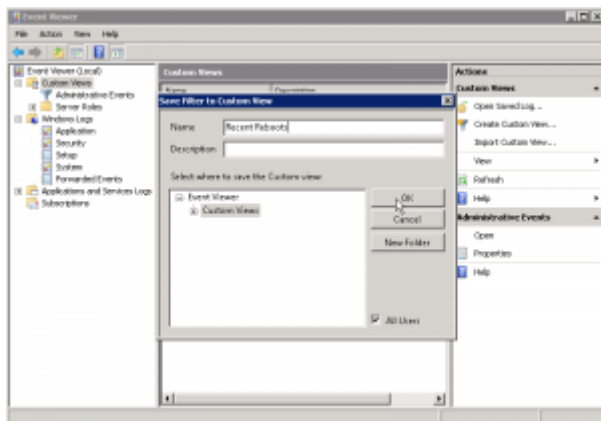 Event Viewer
File Action View Help
Event Viewer (Local)
Custom Views
Administrative Events
Server Roles
Windows Logs
Application
Security
Setup
System
Forwarded Events
Applications and Services Logs
Subscriptions
Custom Views
Name Description
Save Filter to Custom View
Name Recent Reboots
Description
Select where to save the Custom view:
Event Viewer
Custom Views
OK
Cancel
New Folder
All Users
Actions
Custom Views
Open Saved Log...
Create Custom View...
Import Custom View...
View
Refresh
Help
Administrative Events
Open
Properties
Help